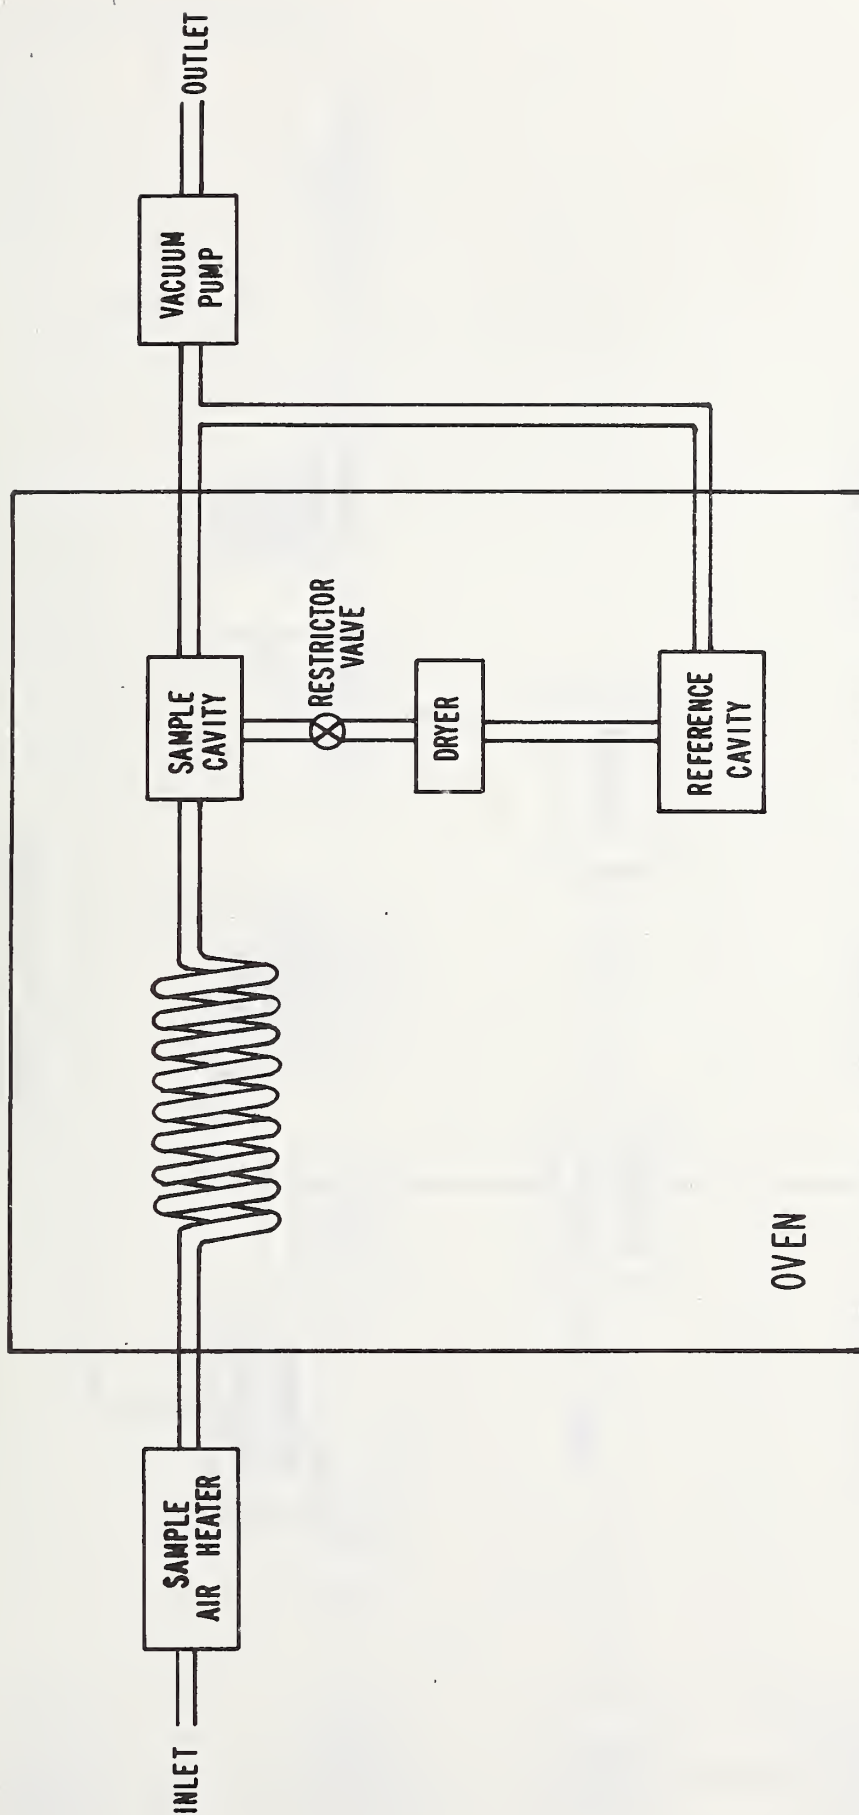 INLET
SAMPLE
AIR HEATER
OVEN
SAMPLE
CAVITY
RESTRICTOR
VALVE
DRYER
REFERENCE
CAVITY
VACUUM
PUMP
OUTLET